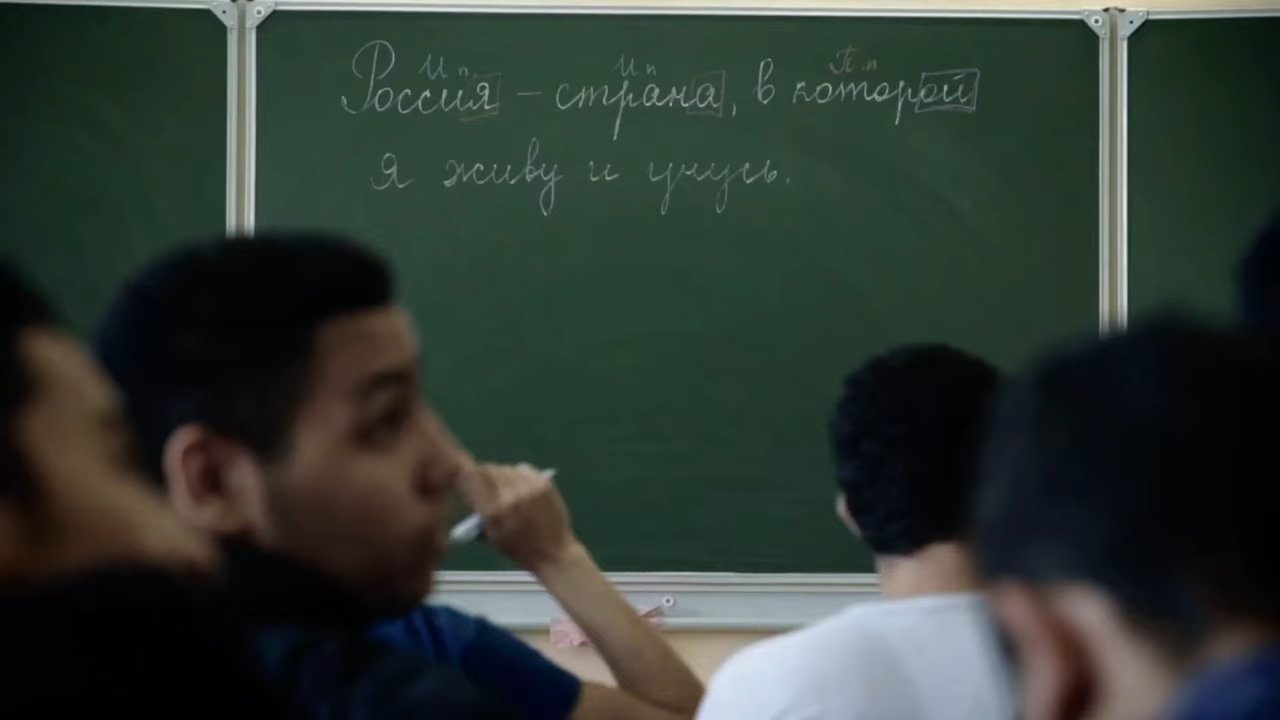 И п. И п П. п
Россия – страна, в которой
я живу и учусь.